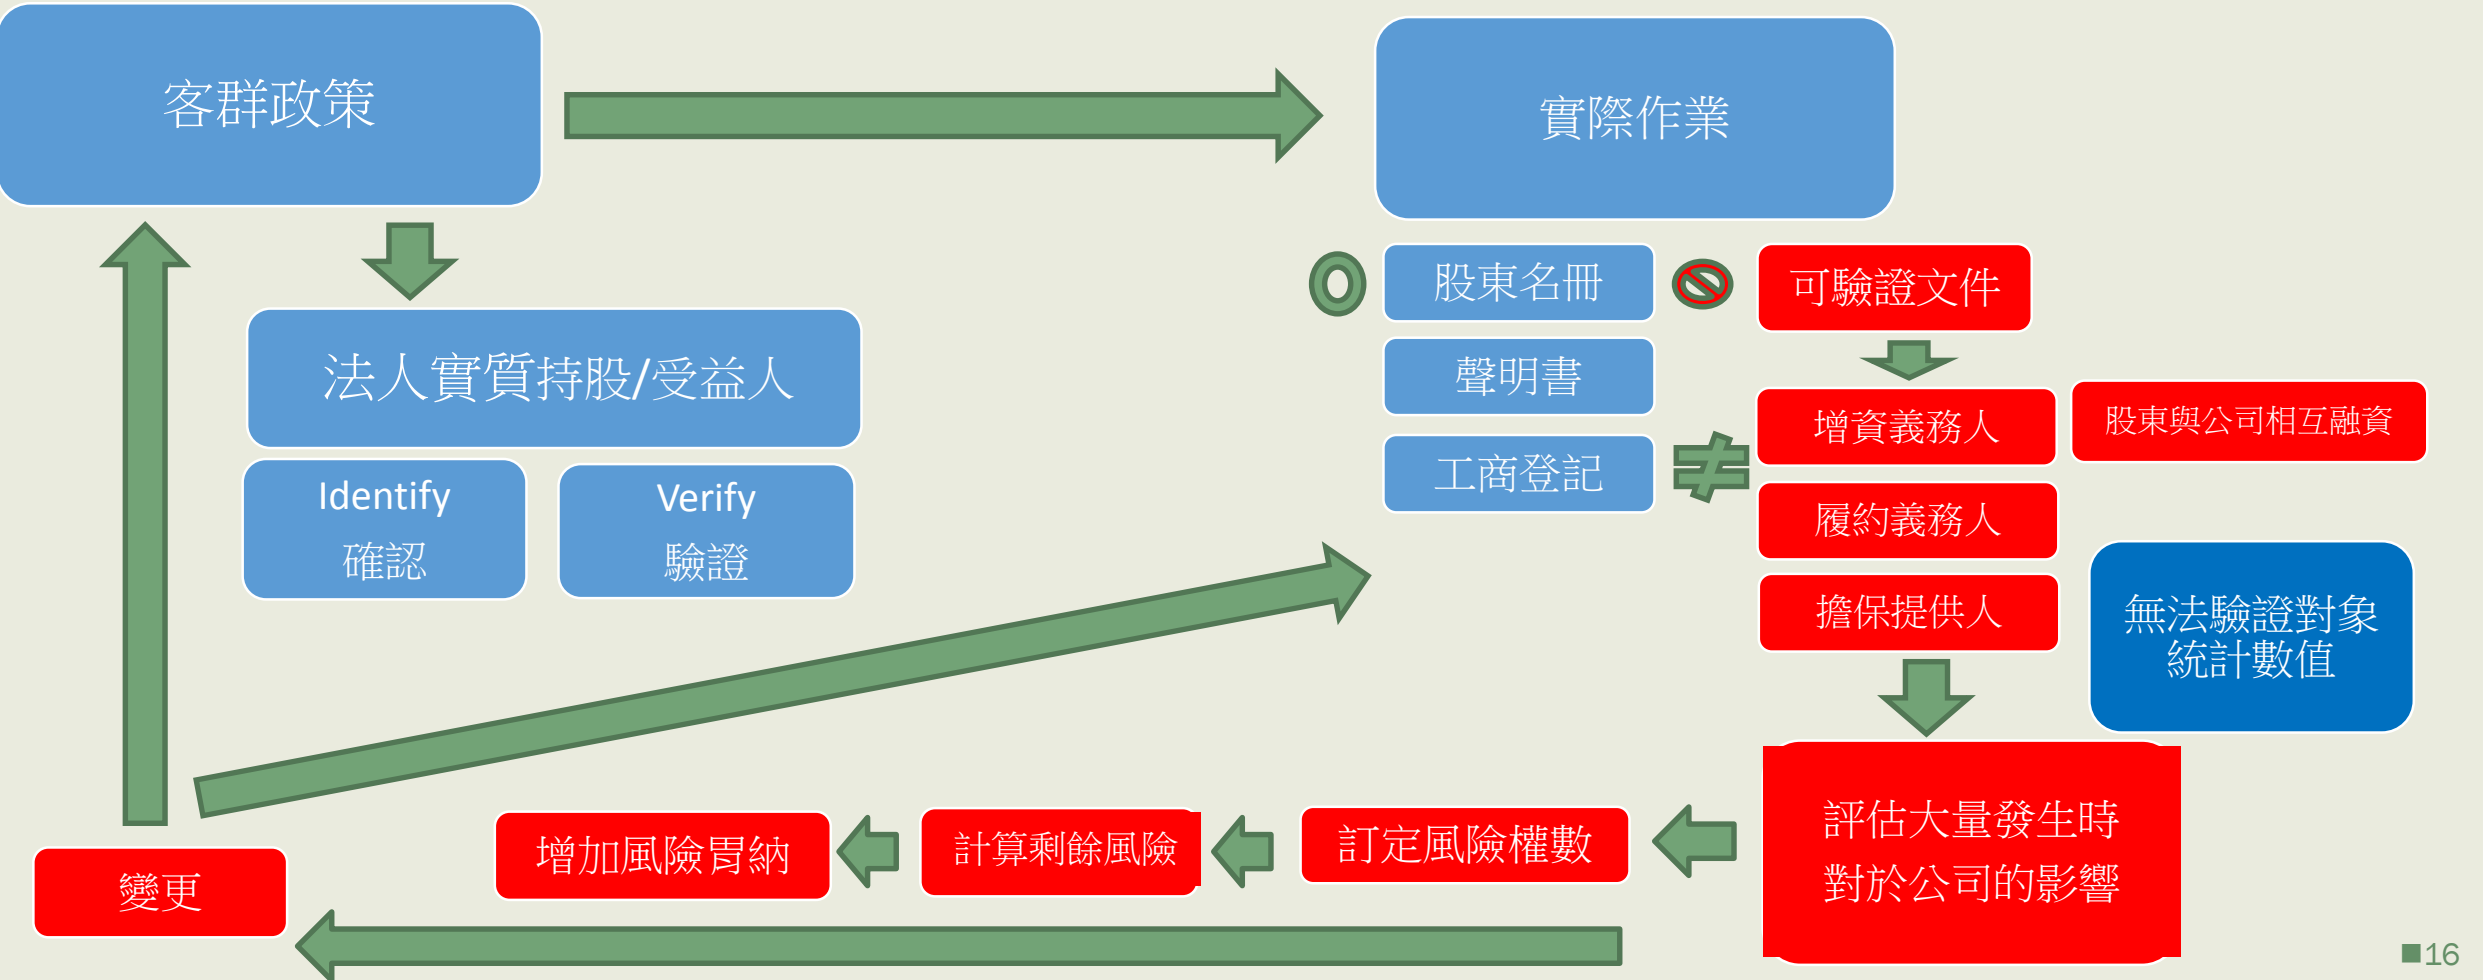 客群政策
實際作業
法人實質持股/受益人
Identify
確認
Verify
驗證
股東名冊
聲明書
工商登記
可驗證文件
增資義務人
股東與公司相互融資
履約義務人
擔保提供人
無法驗證對象
統計數值
評估大量發生時
對於公司的影響
訂定風險權數
計算剩餘風險
增加風險胃納
變更
■16